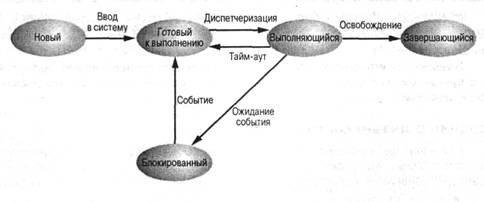 Новый
Ввод
в систему
Готовый
к выполнению
Диспетчеризация
Тайм-аут
Выполняющийся
Освобождение
Завершающийся
Событие
Ожидание
события
Блокированный